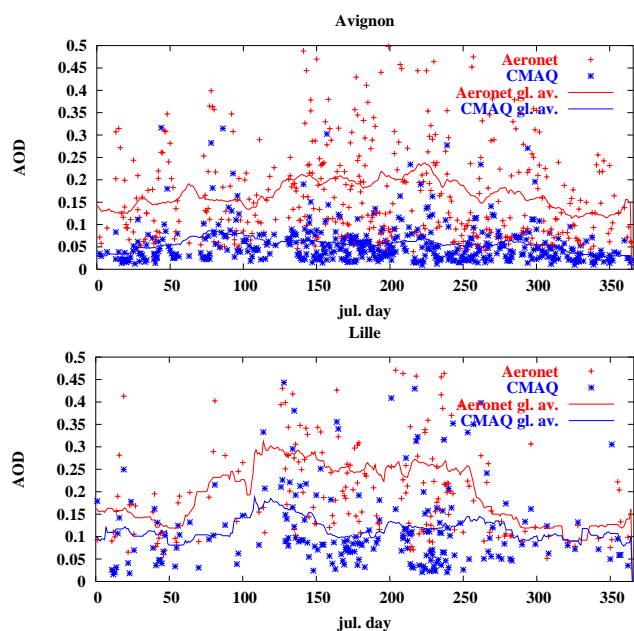 Avignon
0.5
0.45
0.4
0.35
0.3
0.25
0.2
0.15
0.1
0.05
0
AOD
Aeronet
CMAQ
Aeronet gl. av.
CMAQ gl. av.
0 50 100 150 200 250 300 350
jul. day
Lille
0.5
0.45
0.4
0.35
0.3
0.25
0.2
0.15
0.1
0.05
0
AOD
Aeronet
CMAQ
Aeronet gl. av.
CMAQ gl. av.
0 50 100 150 200 250 300 350
jul. day